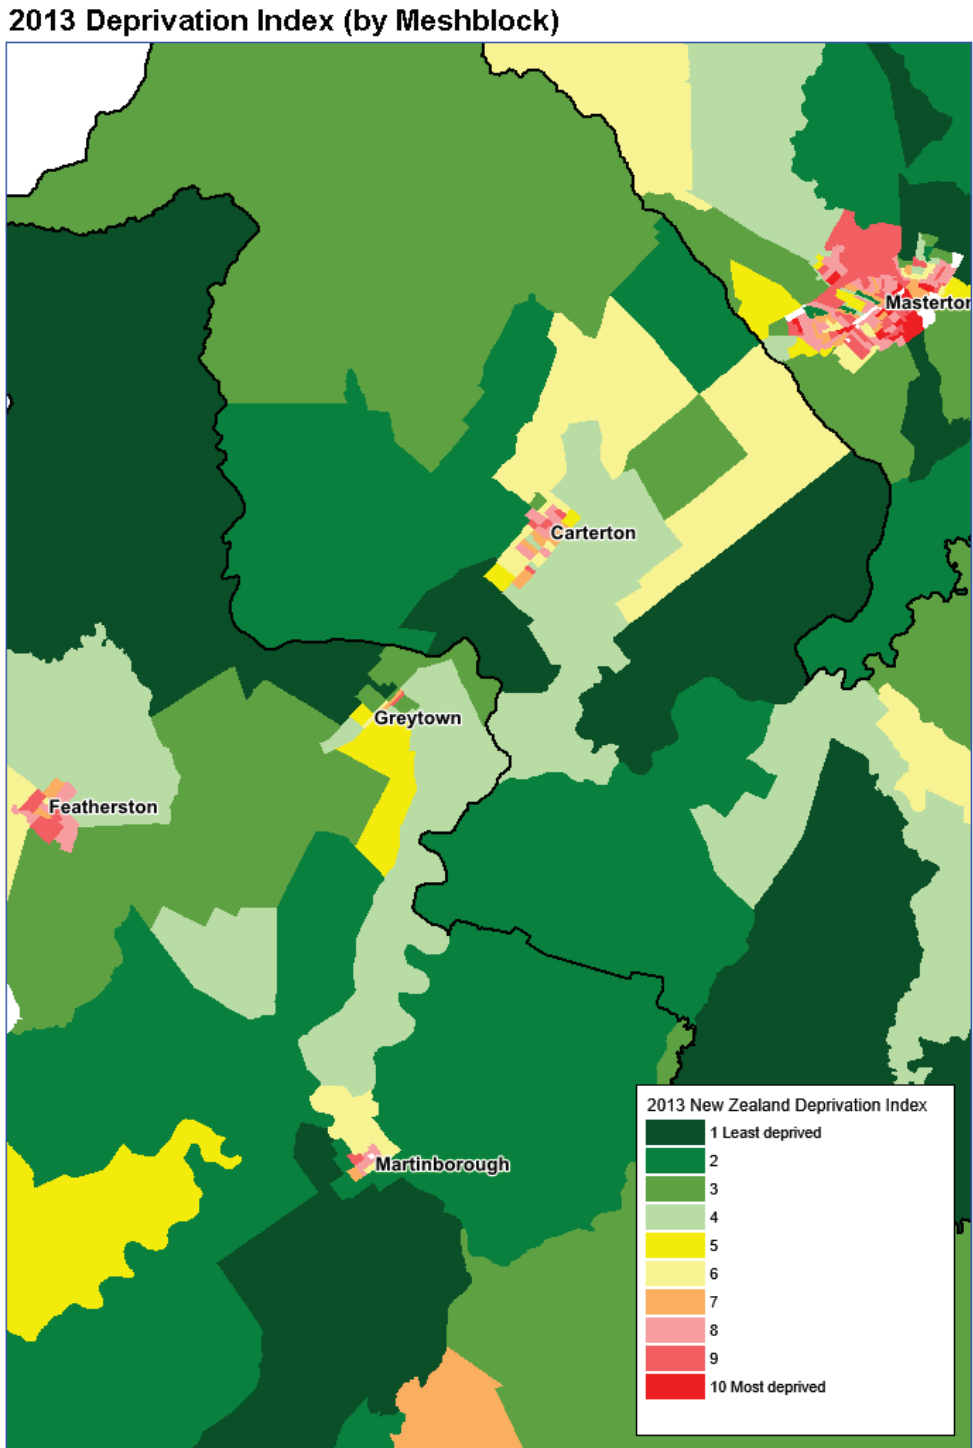 2013 Deprivation Index (by Meshblock)
Masterton
Carterton
Greytown
Featherston
Martinborough
2013 New Zealand Deprivation Index
1 Least deprived
2
3
4
5
6
7
8
9
10 Most deprived